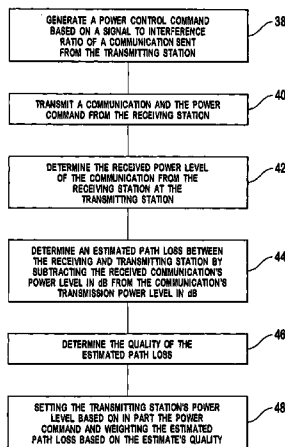 GENERATE A POWER CONTROL COMMAND
BASED ON A SIGNAL TO INTERFERENCE
RATIO OF A COMMUNICATION SENT
FROM THE TRANSMITTING STATION
38
TRANSMIT A COMMUNICATION AND THE POWER
COMMAND FROM THE RECEIVING STATION
40
DETERMINE THE RECEIVED POWER LEVEL
OF THE COMMUNICATION FROM THE
RECEIVING STATION AT THE
TRANSMITTING STATION
42
DETERMINE AN ESTIMATED PATH LOSS BETWEEN
THE RECEIVING AND TRANSMITTING STATION BY
SUBTRACTING THE RECEIVED COMMUNICATION'S
POWER LEVEL IN dB FROM THE COMMUNICATION'S
TRANSMISSION POWER LEVEL IN dB
44
DETERMINE THE QUALITY OF THE
ESTIMATED PATH LOSS
46
SETTING THE TRANSMITTING STATION'S POWER
LEVEL BASED ON IN PART THE POWER
COMMAND AND WEIGHTING THE ESTIMATED
PATH LOSS BASED ON THE ESTIMATE'S QUALITY
48